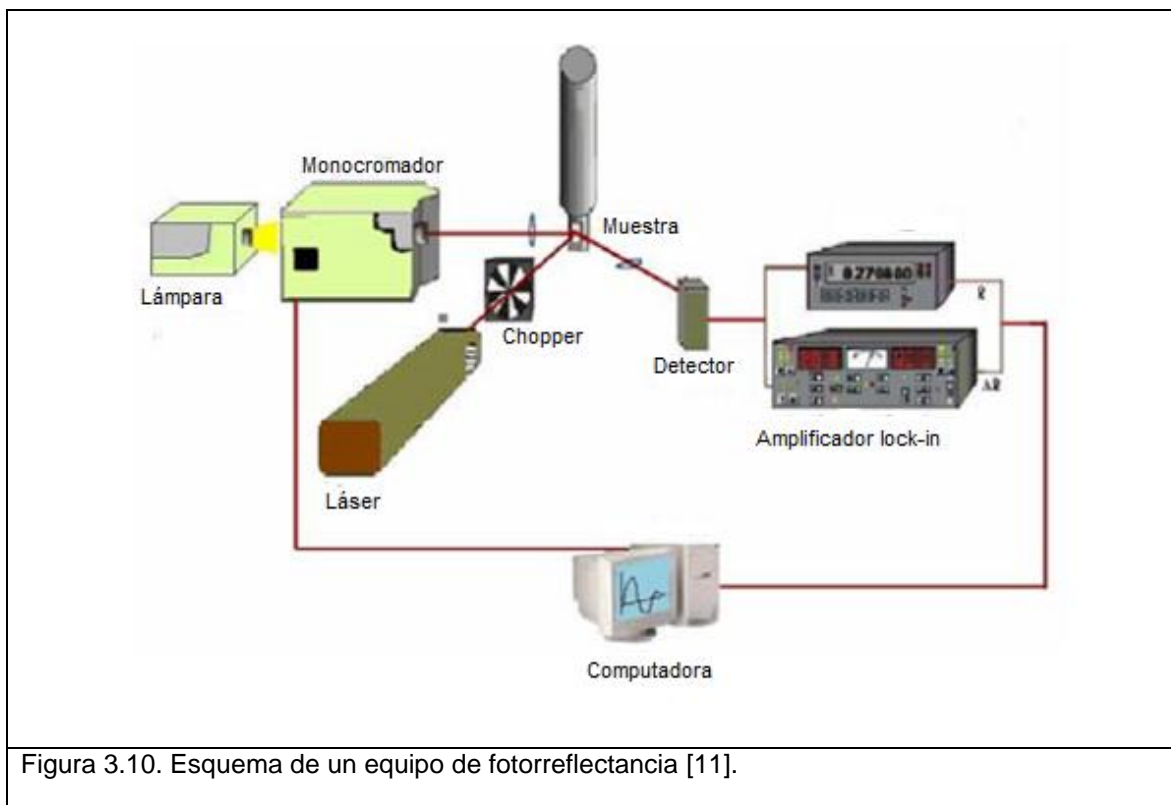 Monocromador
Muestra
Lámpara
Chopper
Detector
R
ΔR
Amplificador lock-in
Láser
Computadora
Figura 3.10. Esquema de un equipo de fotorreflectancia [11].